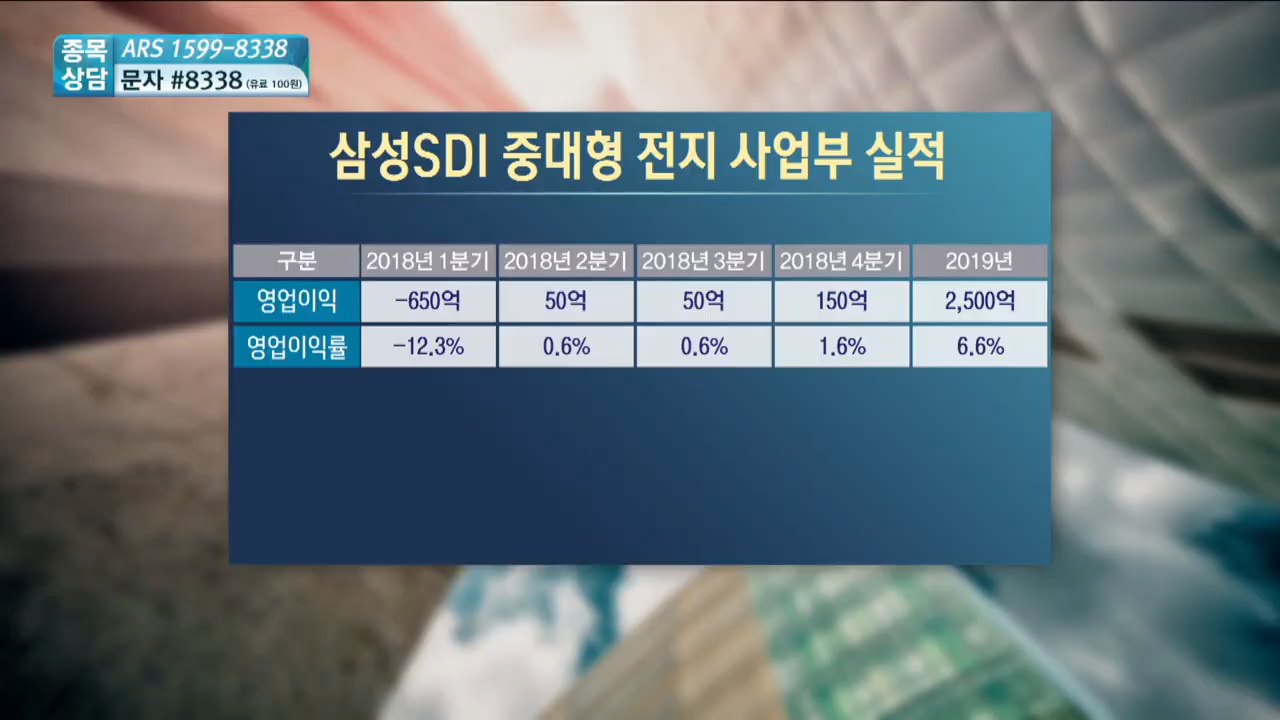 종목 상담
ARS 1599-8338
문자 #8338 (유료 100원)
삼성SDI 중대형 전지 사업부 실적
구분 2018년 1분기 2018년 2분기 2018년 3분기 2018년 4분기 2019년
영업이익 -650억 50억 50억 150억 2,500억
영업이익률 -12.3% 0.6% 0.6% 1.6% 6.6%